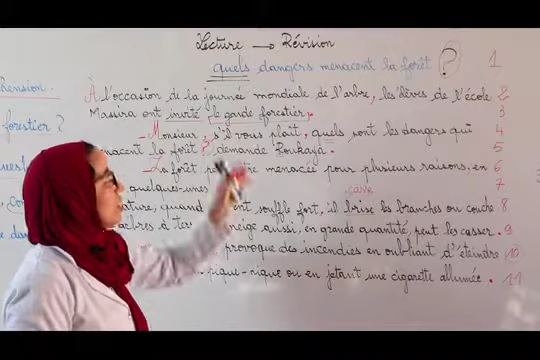 Lecture → Révision
quels dangers menacent la forêt ? 1
À l'occasion de la journée mondiale de l'arbre, les élèves de l'école 2
Massira ont invité le garde forestier. 3
_ Monsieur, s'il vous plaît, quels sont les dangers qui 4
menacent la forêt ? demande Roukaya. 5
_ La forêt menacée pour plusieurs raisons, en 6
quelques-unes casse 7
quand souffle fort, il brise les branches ou couche 8
arbres à neige aussi, en grande quantité, peut les casser. 9
provoque des incendies en oubliant d'éteindre 10
pique-nique ou en jetant une cigarette allumée. 11
forestier ?